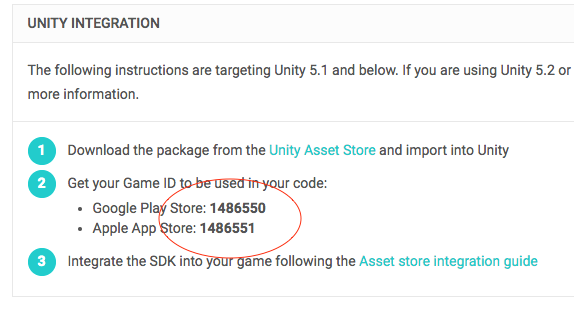 UNITY INTEGRATION
The following instructions are targeting Unity 5.1 and below. If you are using Unity 5.2 or
more information.
1 Download the package from the Unity Asset Store and import into Unity
2 Get your Game ID to be used in your code:
• Google Play Store: 1486550
• Apple App Store: 1486551
3 Integrate the SDK into your game following the Asset store integration guide